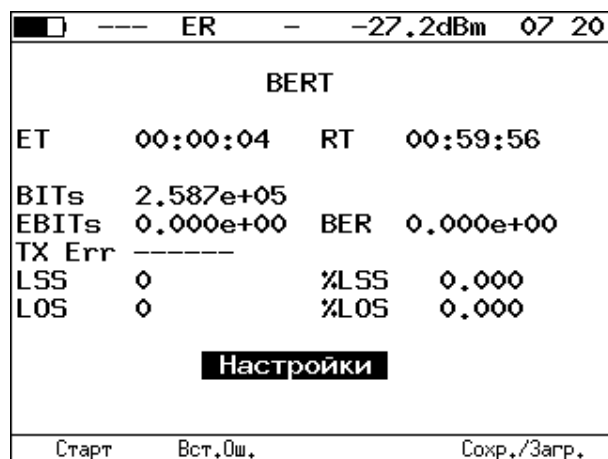 --- ER - -27.2dBm 07 20
BERT
ET 00:00:04 RT 00:59:56
BITs 2.587e+05
EBITs 0.000e+00 BER 0.000e+00
TX Err ------
LSS 0 %LSS 0.000
LOS 0 %LOS 0.000
Настройки
Старт Вст.Ош. Сохр./Загр.